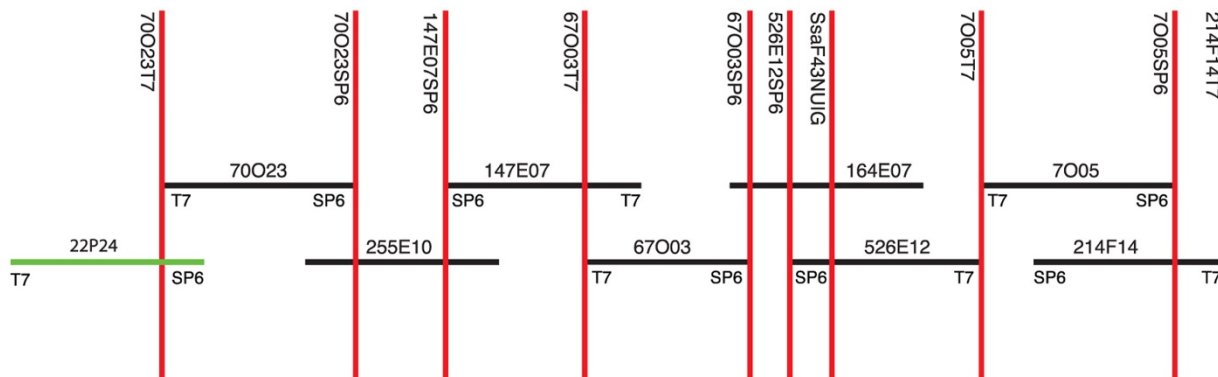 70O23T7
70O23SP6
147E07SP6
67O03T7
67O03SP6
526E12SP6
SsaF43NUIG
7O05T7
7O05SP6
214F14T7
70O23
147E07
164E07
7O05
T7
SP6
SP6
T7
T7
SP6
22P24
255E10
67O03
526E12
214F14
T7
SP6
T7
SP6
SP6
T7
SP6
T7